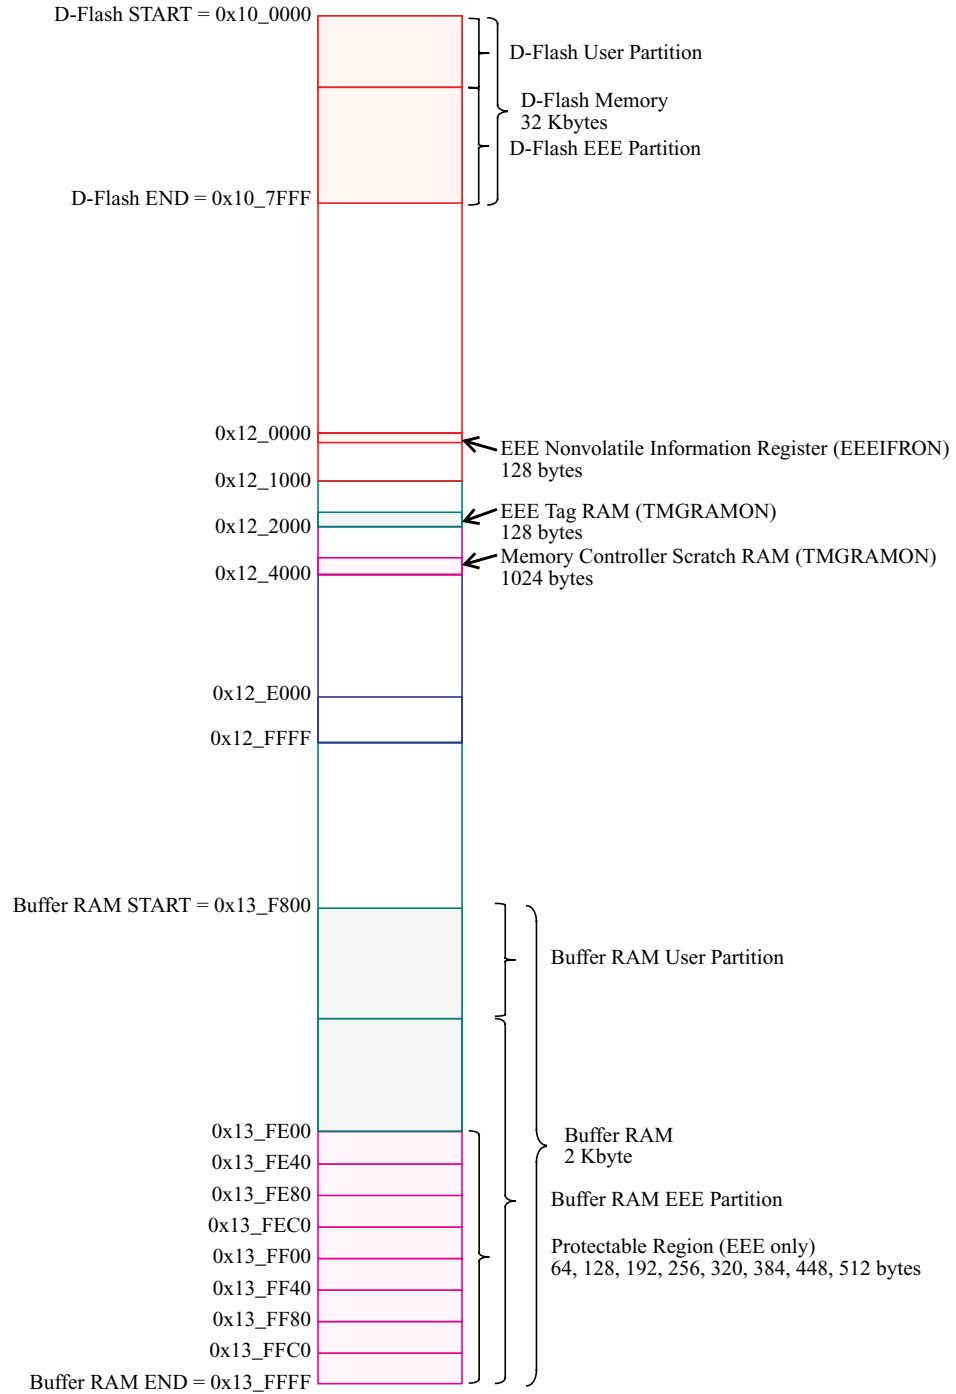 D-Flash START = 0x10_0000
D-Flash User Partition
D-Flash Memory
32 Kbytes
D-Flash EEE Partition
D-Flash END = 0x10_7FFF
0x12_0000
EEE Nonvolatile Information Register (EEEIFRON)
128 bytes
0x12_1000
EEE Tag RAM (TMGRAMON)
128 bytes
0x12_2000
Memory Controller Scratch RAM (TMGRAMON)
1024 bytes
0x12_4000
0x12_E000
0x12_FFFF
Buffer RAM START = 0x13_F800
Buffer RAM User Partition
0x13_FE00
Buffer RAM
2 Kbyte
0x13_FE40
0x13_FE80
Buffer RAM EEE Partition
0x13_FEC0
0x13_FF00
Protectable Region (EEE only)
64, 128, 192, 256, 320, 384, 448, 512 bytes
0x13_FF40
0x13_FF80
0x13_FFC0
Buffer RAM END = 0x13_FFFF